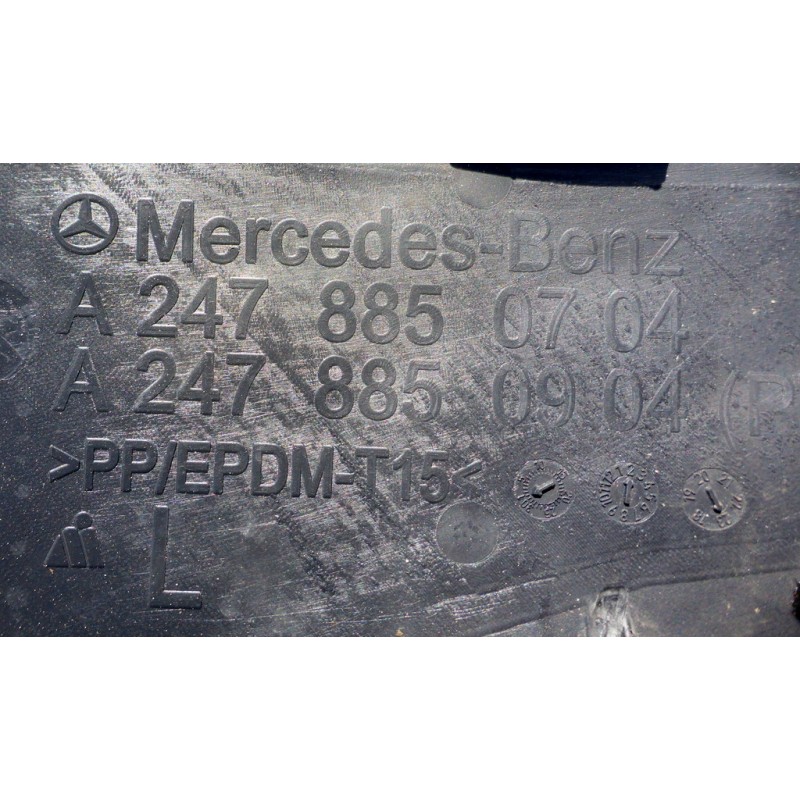 Mercedes-Benz
A 247 885 07 04
A 247 885 09 04 (P
>PP/EPDM-T15<
L